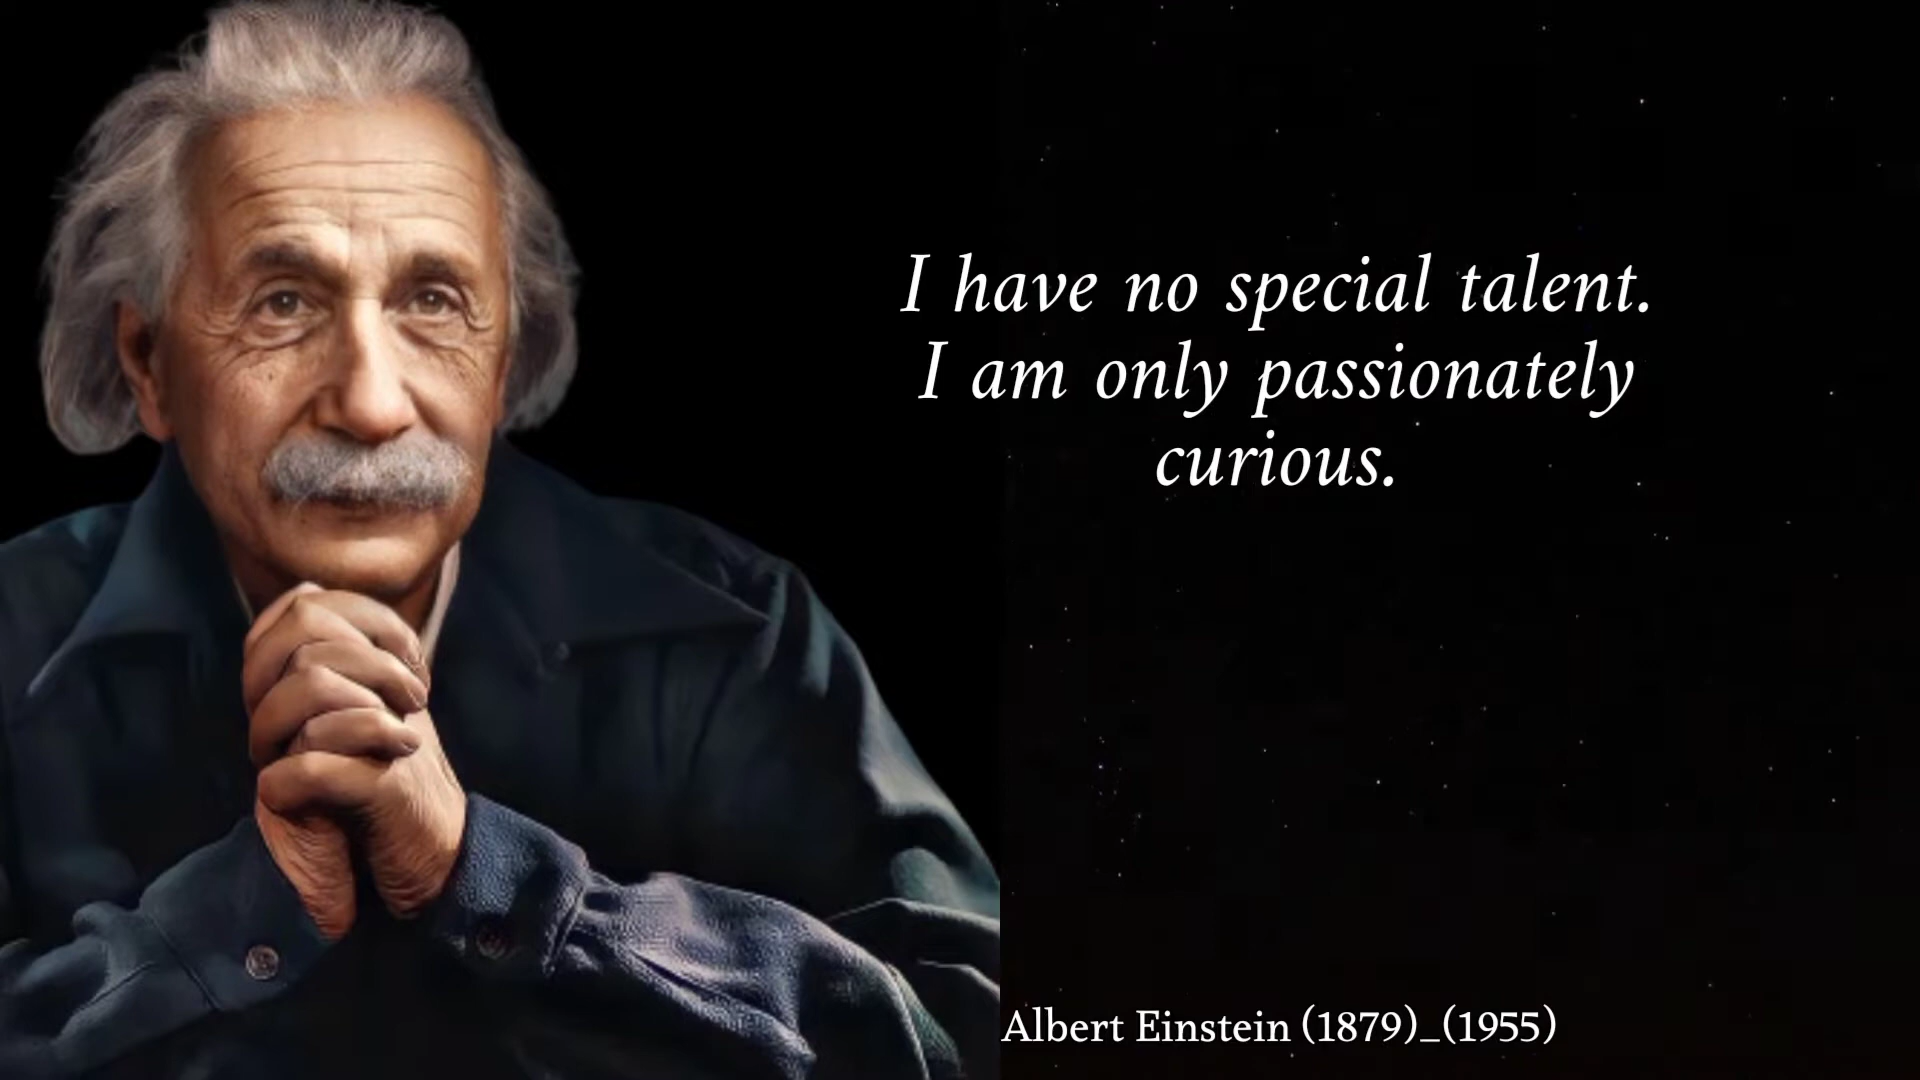 I have no special talent.
I am only passionately
curious.
Albert Einstein (1879)_(1955)